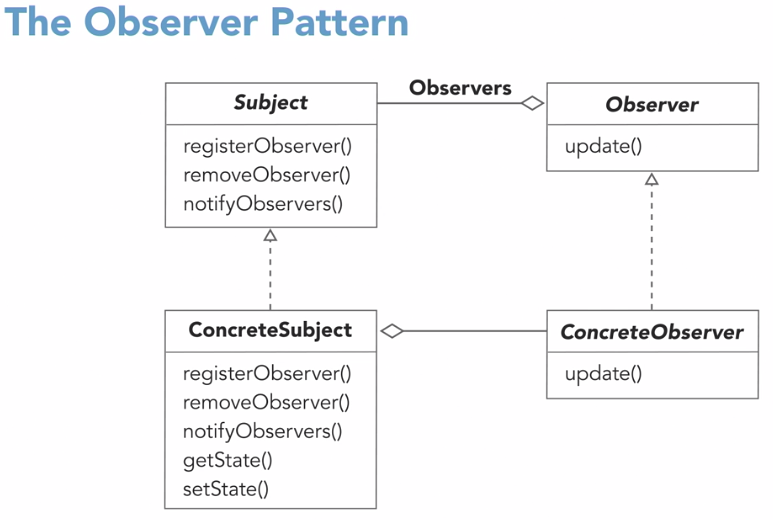 The Observer Pattern
Subject
registerObserver()
removeObserver()
notifyObservers()
Observers
Observer
update()
ConcreteSubject
registerObserver()
removeObserver()
notifyObservers()
getState()
setState()
ConcreteObserver
update()